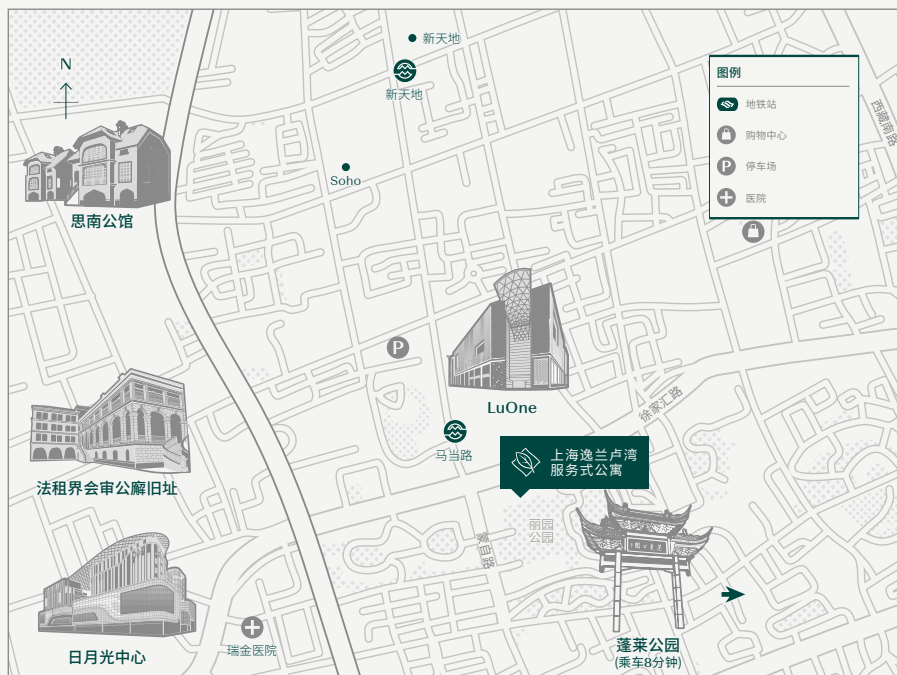 新天地
新天地
N
图例
地铁站
购物中心
停车场
P
医院
西藏南路
Soho
思南公馆
P
LuOne
徐家汇路
马当路
上海逸兰卢湾
服务式公寓
法租界会审公廨旧址
丽园
公园
蒙自路
蓬莱公园
(乘车8分钟)
瑞金医院
日月光中心